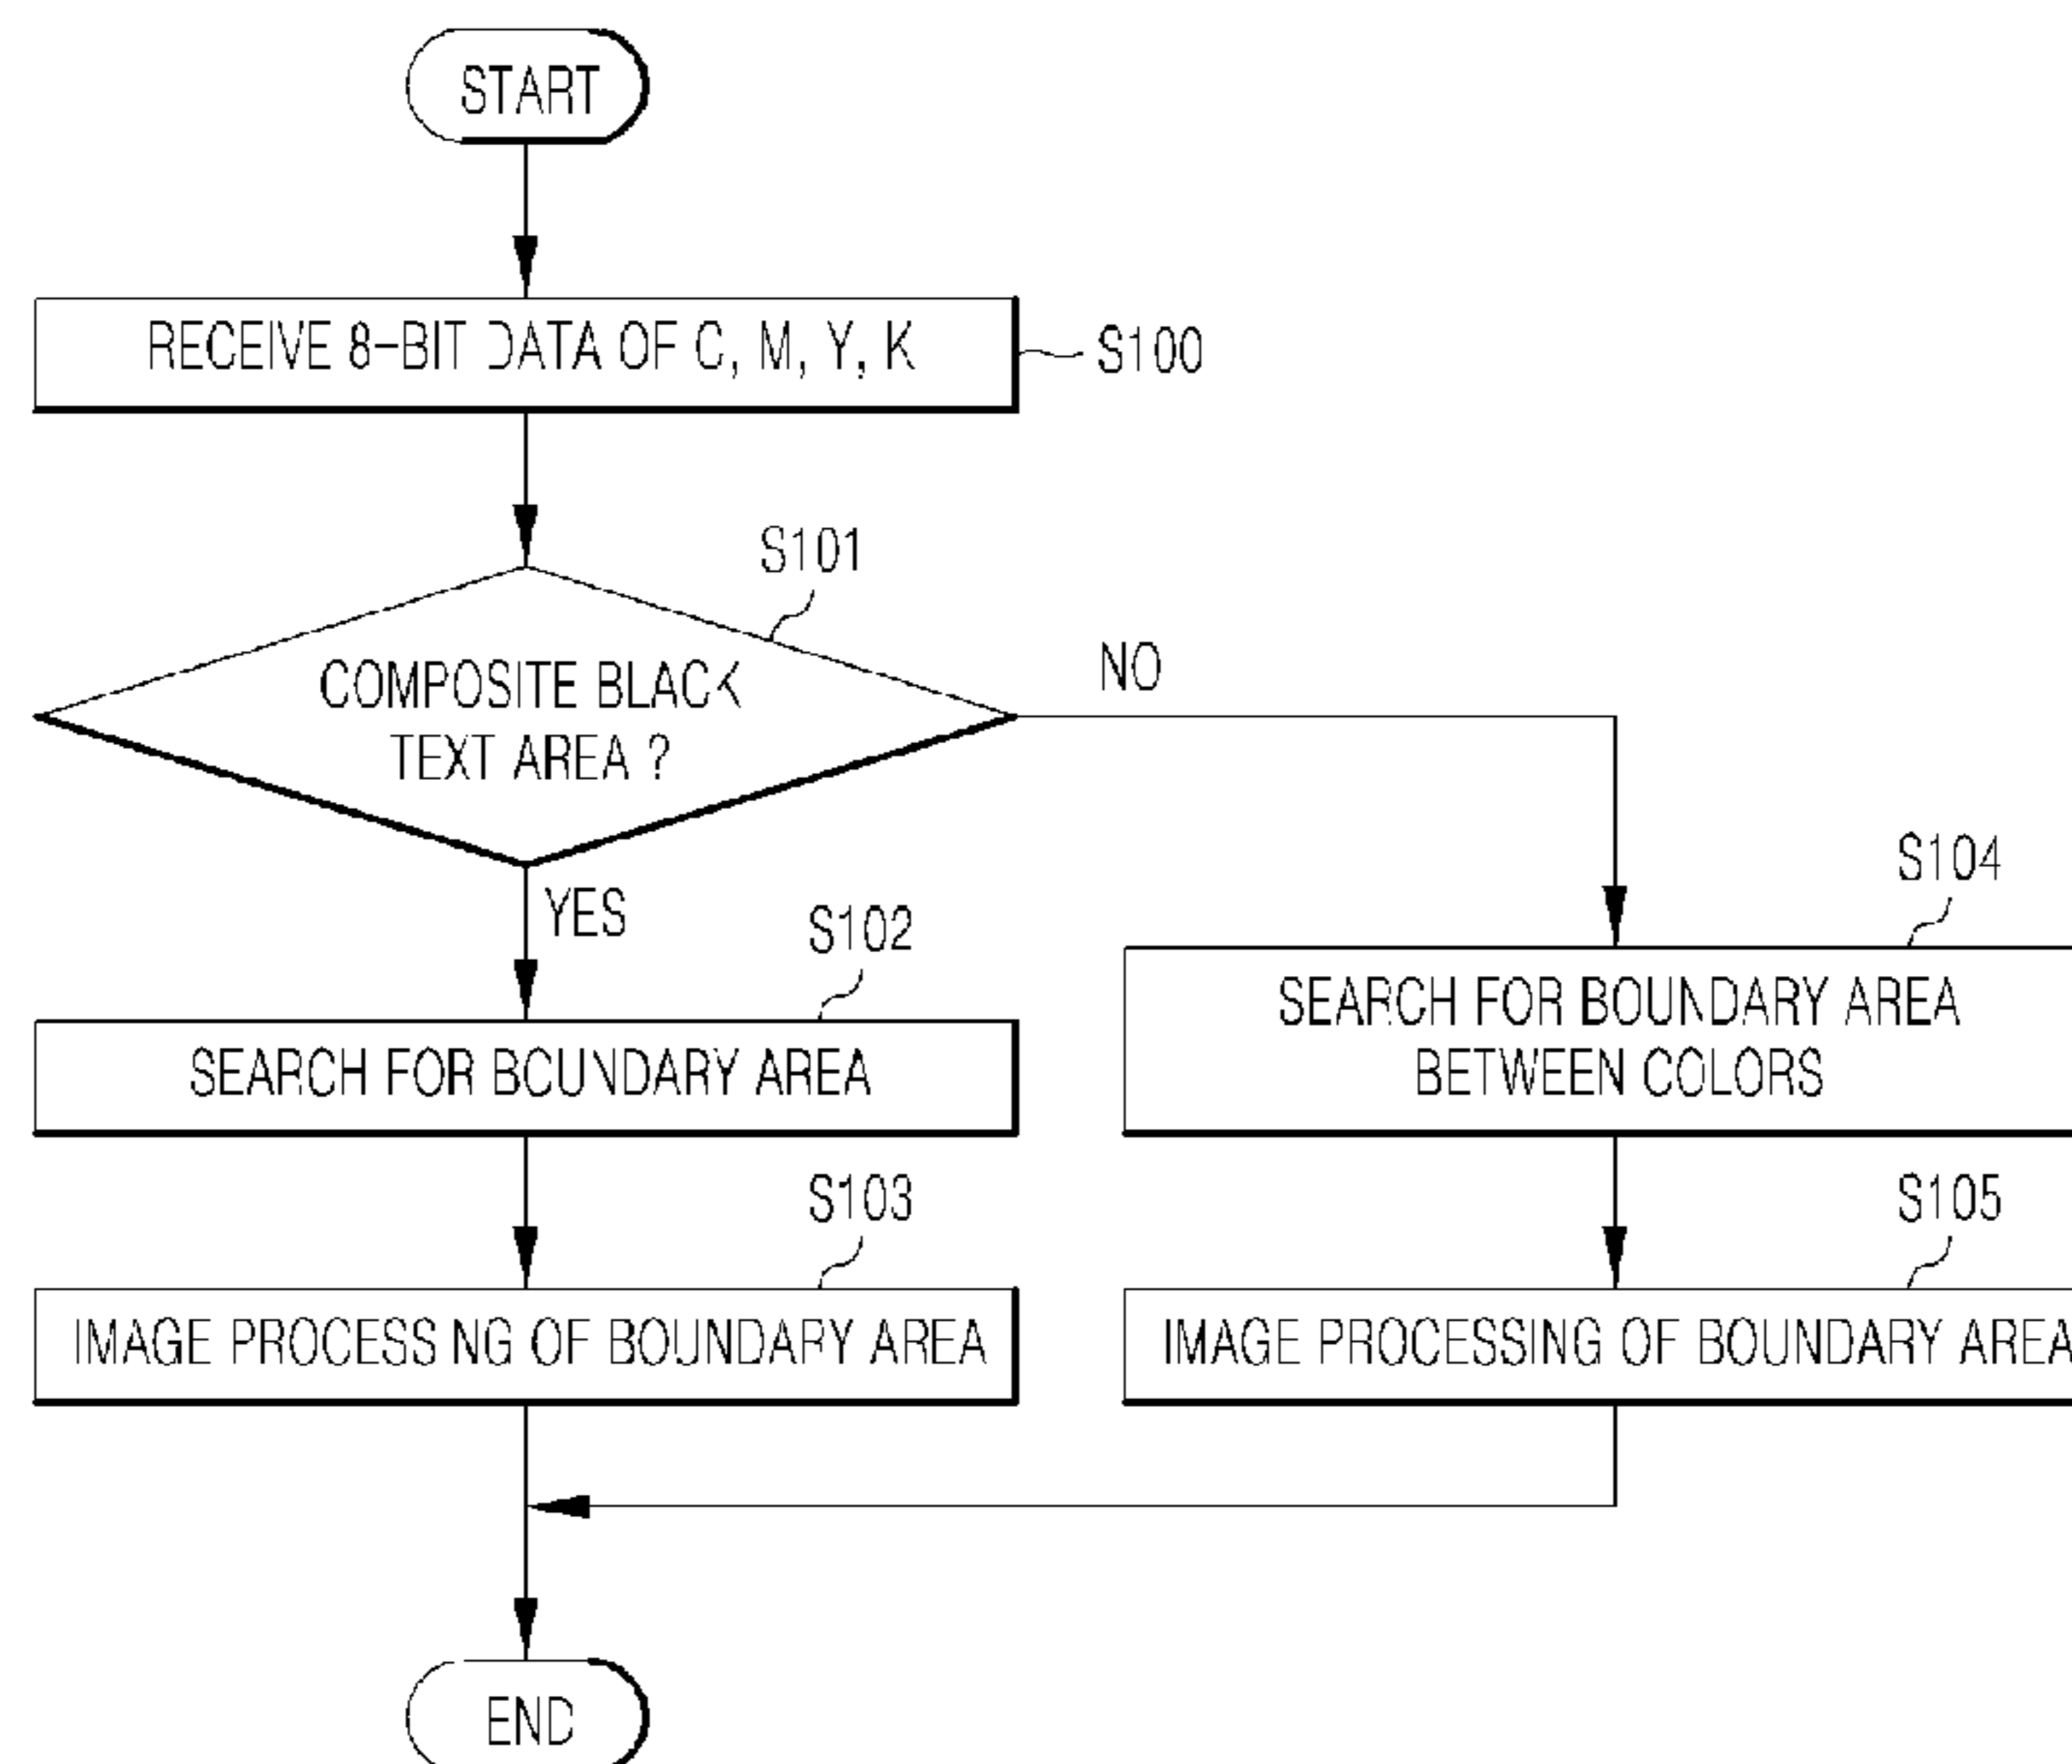 START
RECEIVE 8-BIT DATA OF C, M, Y, K
S100
S101
COMPOSITE BLACK
TEXT AREA ?
NO
YES
S102
SEARCH FOR BOUNDARY AREA
S104
SEARCH FOR BOUNDARY AREA
BETWEEN COLORS
S103
IMAGE PROCESSING OF BOUNDARY AREA
S105
IMAGE PROCESSING OF BOUNDARY AREA
END